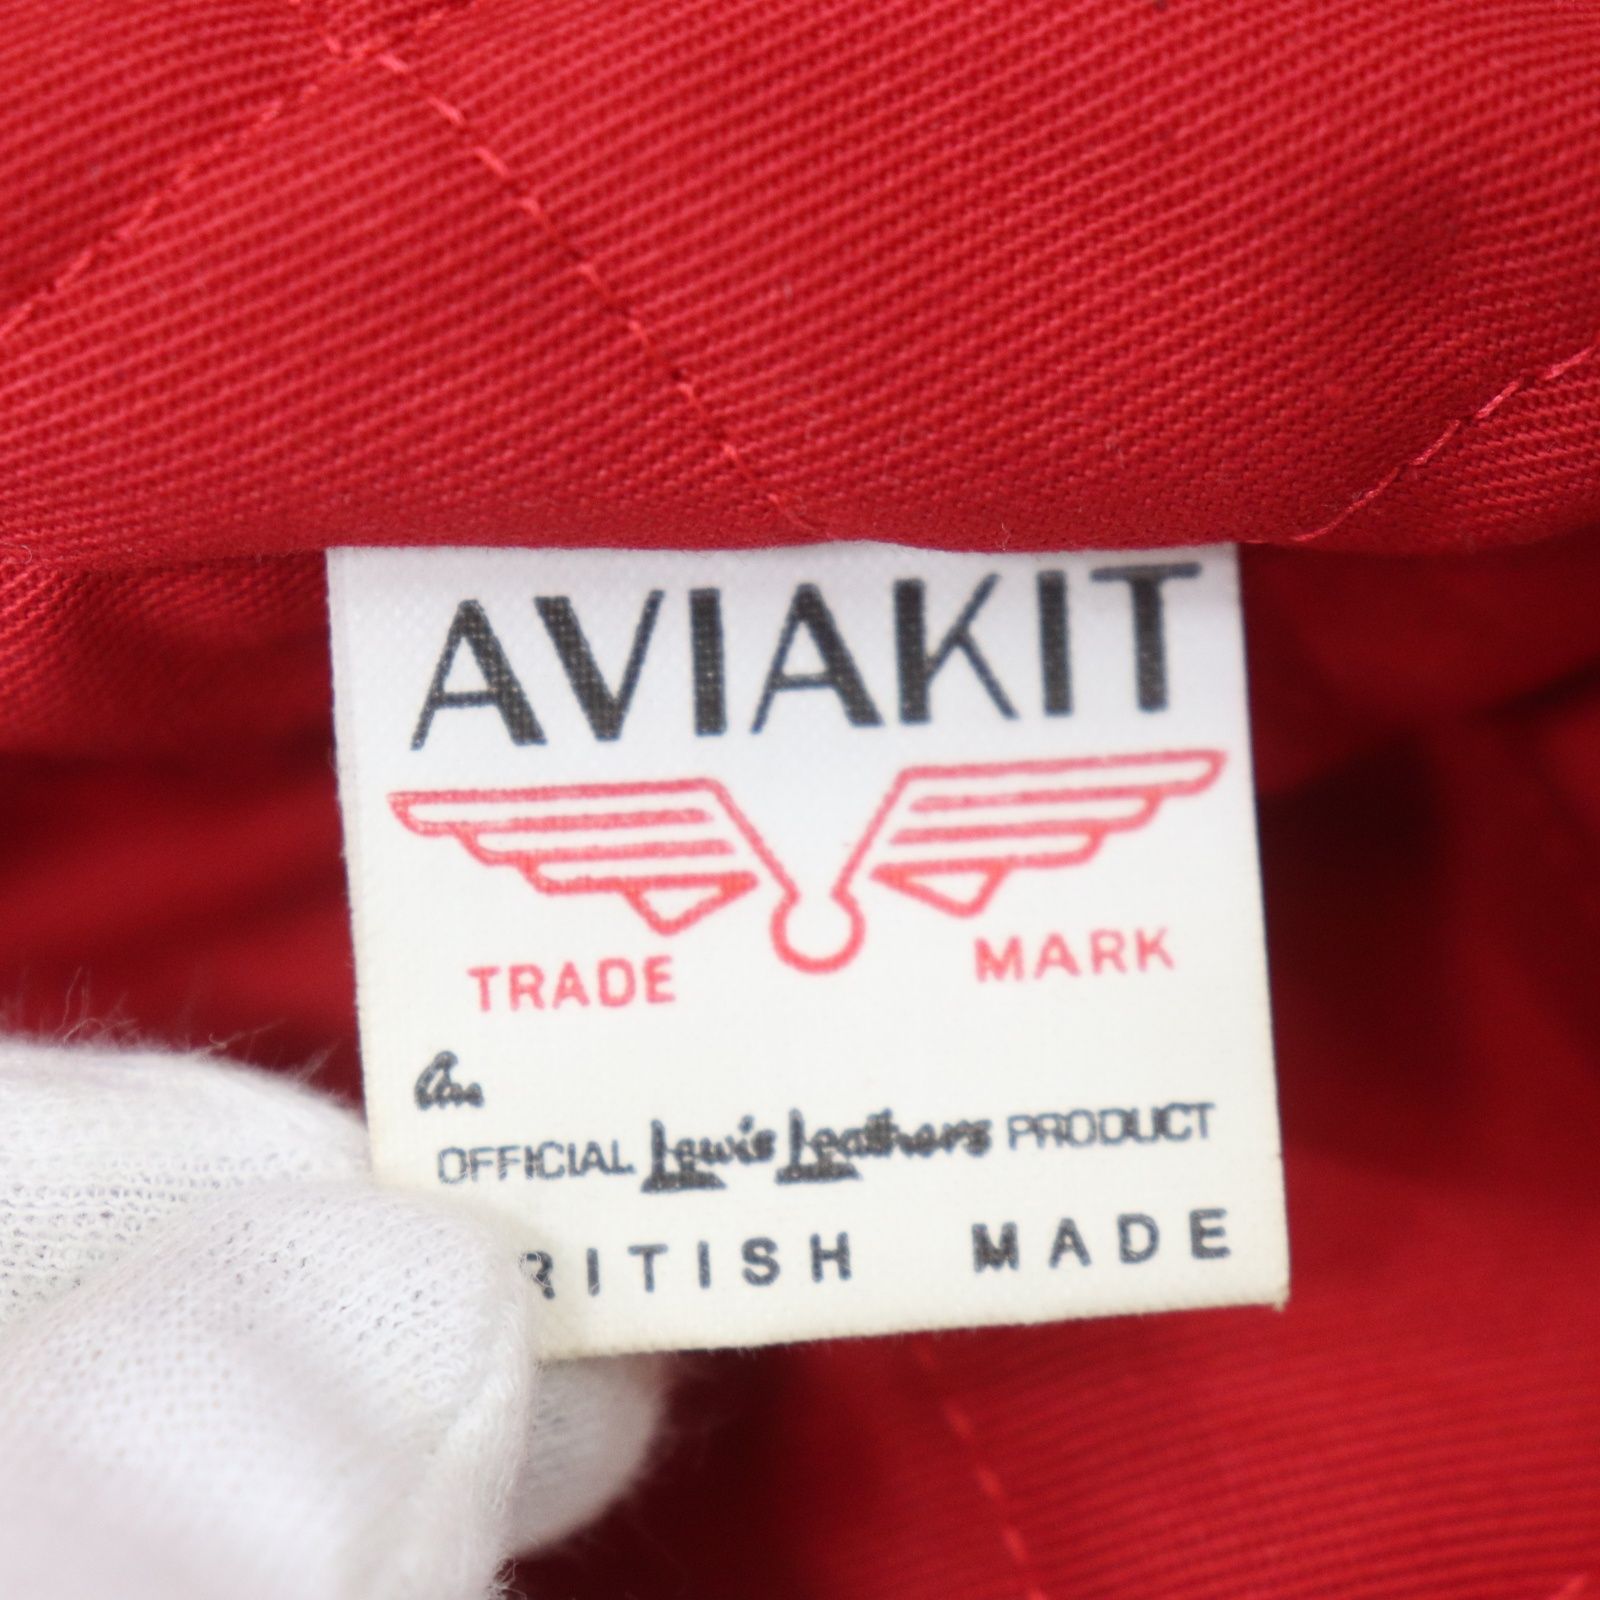 AVIAKIT
TRADE MARK
An
OFFICIAL Lewis Leathers PRODUCT
RITISH MADE